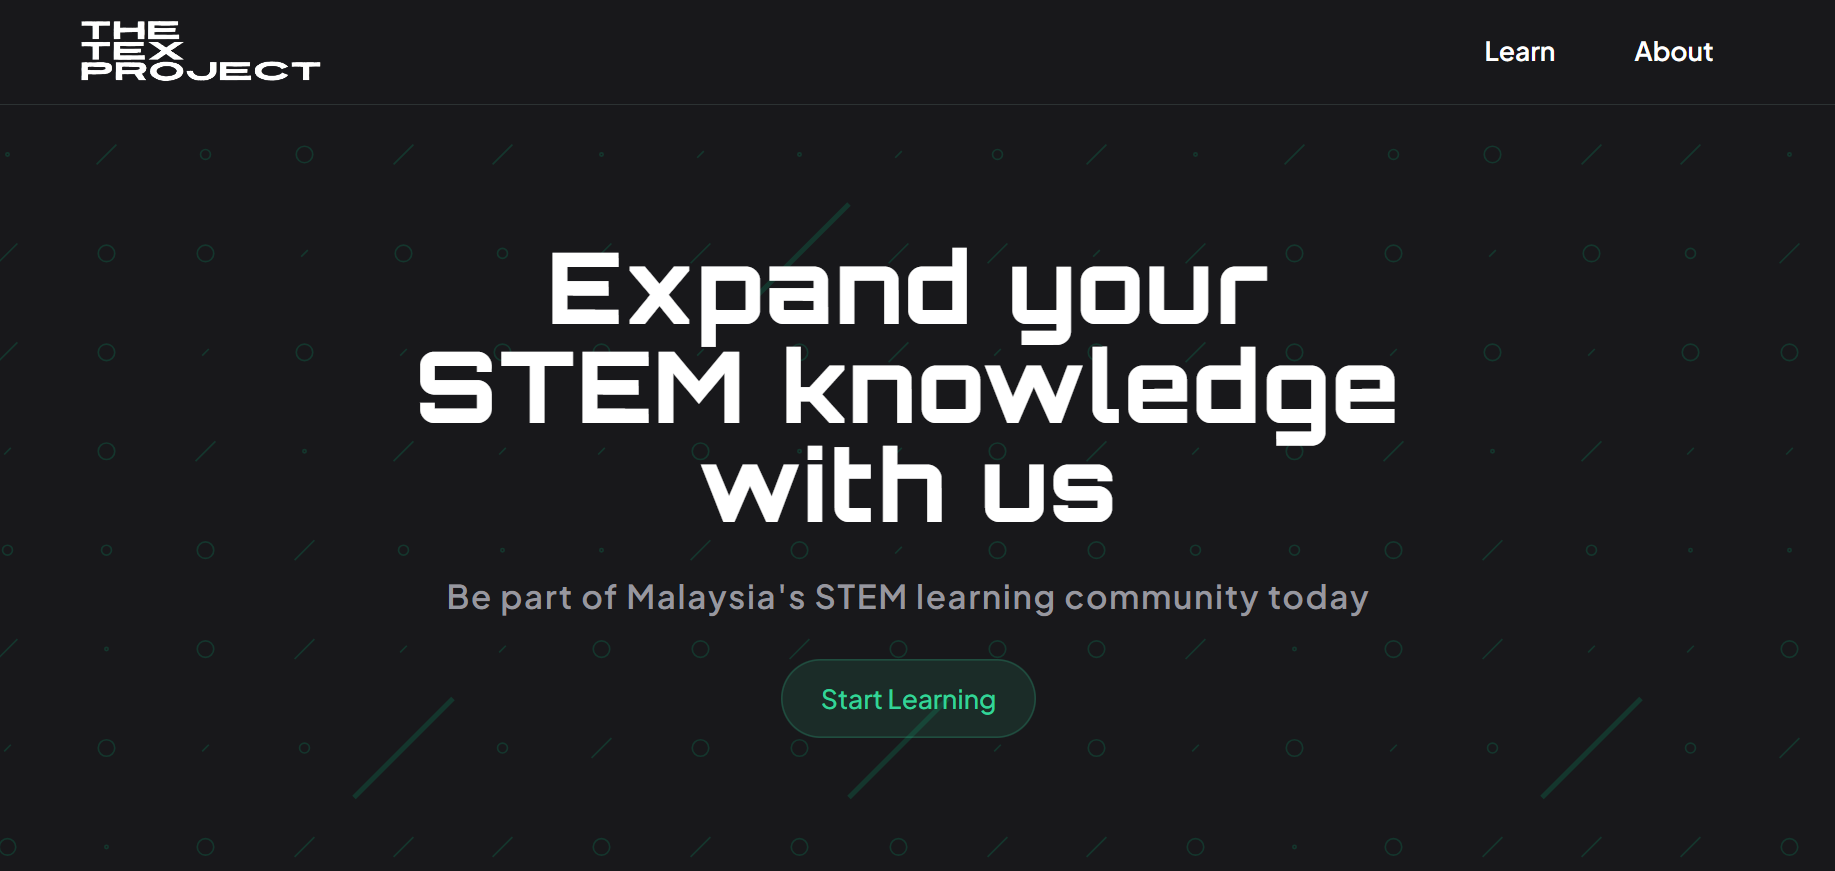 THE
TEX
PROJECT
Learn
About
Expand your
STEM knowledge
with us
Be part of Malaysia's STEM learning community today
Start Learning